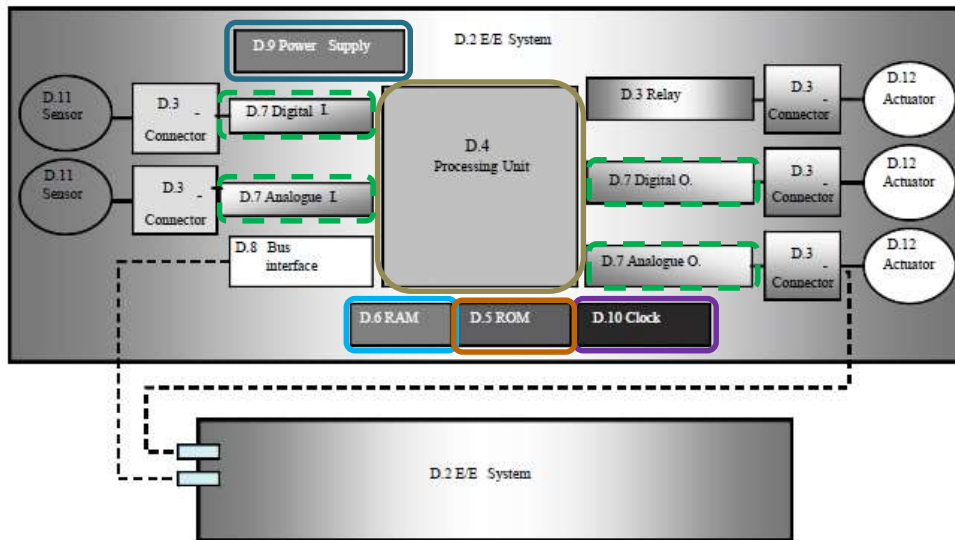 D.9 Power Supply
D.2 E/E System
D.11
Sensor
D.3
-
Connector
D.7 Digital I.
D.4
Processing Unit
D.3 Relay
D.3
-
Connector
D.12
Actuator
D.11
Sensor
D.3
-
Connector
D.7 Analogue I.
D.7 Digital O.
D.3
-
Connector
D.12
Actuator
D.8 Bus
interface
D.7 Analogue O.
D.3
-
Connector
D.12
Actuator
D.6 RAM
D.5 ROM
D.10 Clock
D.2 E/E System